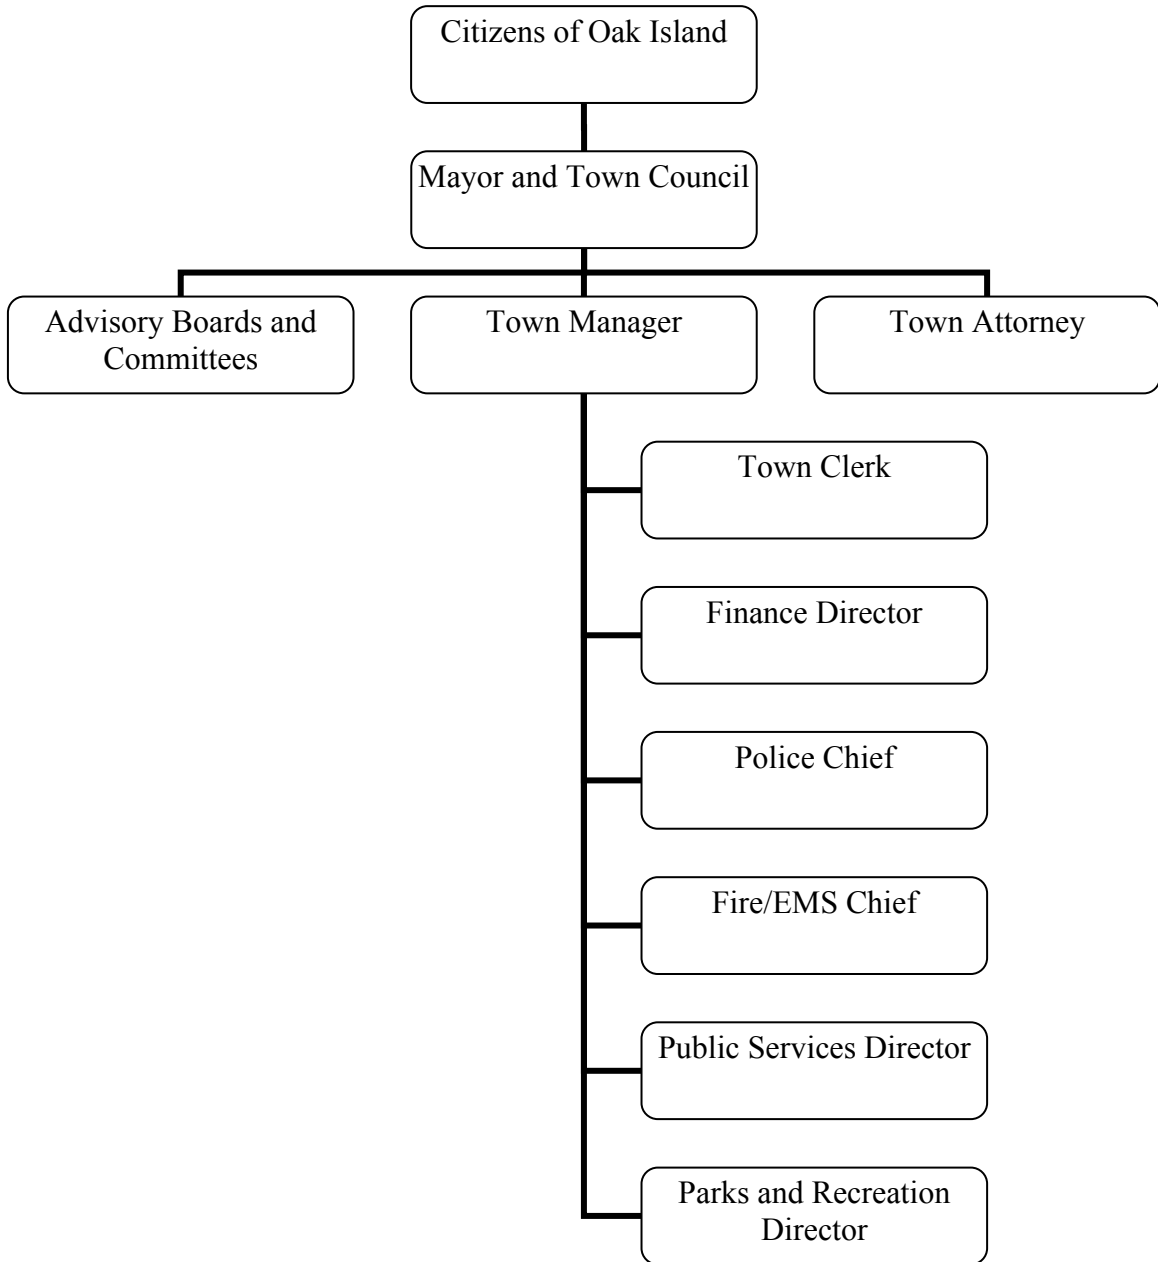 Citizens of Oak Island
Mayor and Town Council
Advisory Boards and
Committees
Town Manager
Town Attorney
Town Clerk
Finance Director
Police Chief
Fire/EMS Chief
Public Services Director
Parks and Recreation
Director